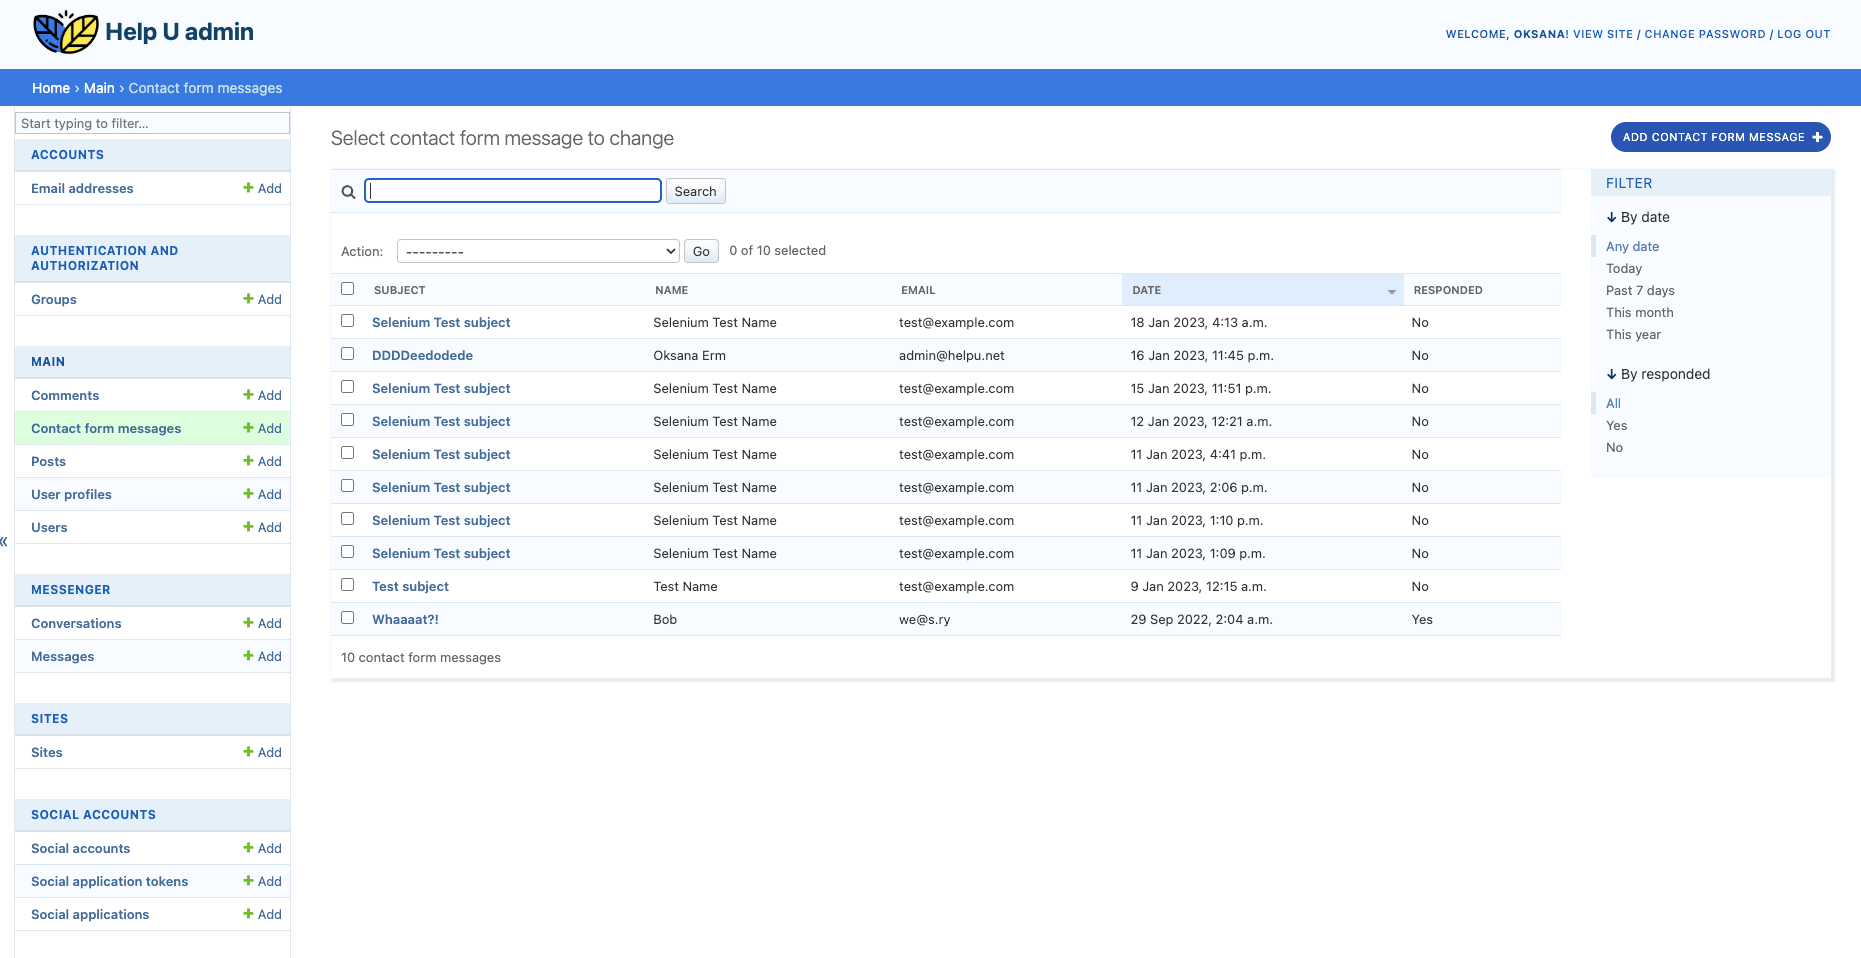 Help U admin
WELCOME, OKSANA! VIEW SITE / CHANGE PASSWORD / LOG OUT
Home › Main › Contact form messages
Start typing to filter...
ACCOUNTS
Email addresses + Add
AUTHENTICATION AND
AUTHORIZATION
Groups + Add
MAIN
Comments + Add
Contact form messages + Add
Posts + Add
User profiles + Add
Users + Add
«
MESSENGER
Conversations + Add
Messages + Add
SITES
Sites + Add
SOCIAL ACCOUNTS
Social accounts + Add
Social application tokens + Add
Social applications + Add
Select contact form message to change
ADD CONTACT FORM MESSAGE +
Search
Action: --------- Go 0 of 10 selected
SUBJECT NAME EMAIL DATE RESPONDED
Selenium Test subject Selenium Test Name test@example.com 18 Jan 2023, 4:13 a.m. No
DDDDeedodede Oksana Erm admin@helpu.net 16 Jan 2023, 11:45 p.m. No
Selenium Test subject Selenium Test Name test@example.com 15 Jan 2023, 11:51 p.m. No
Selenium Test subject Selenium Test Name test@example.com 12 Jan 2023, 12:21 a.m. No
Selenium Test subject Selenium Test Name test@example.com 11 Jan 2023, 4:41 p.m. No
Selenium Test subject Selenium Test Name test@example.com 11 Jan 2023, 2:06 p.m. No
Selenium Test subject Selenium Test Name test@example.com 11 Jan 2023, 1:10 p.m. No
Selenium Test subject Selenium Test Name test@example.com 11 Jan 2023, 1:09 p.m. No
Test subject Test Name test@example.com 9 Jan 2023, 12:15 a.m. No
Whaaaat?! Bob we@s.ry 29 Sep 2022, 2:04 a.m. Yes
10 contact form messages
FILTER
↓ By date
Any date
Today
Past 7 days
This month
This year
↓ By responded
All
Yes
No